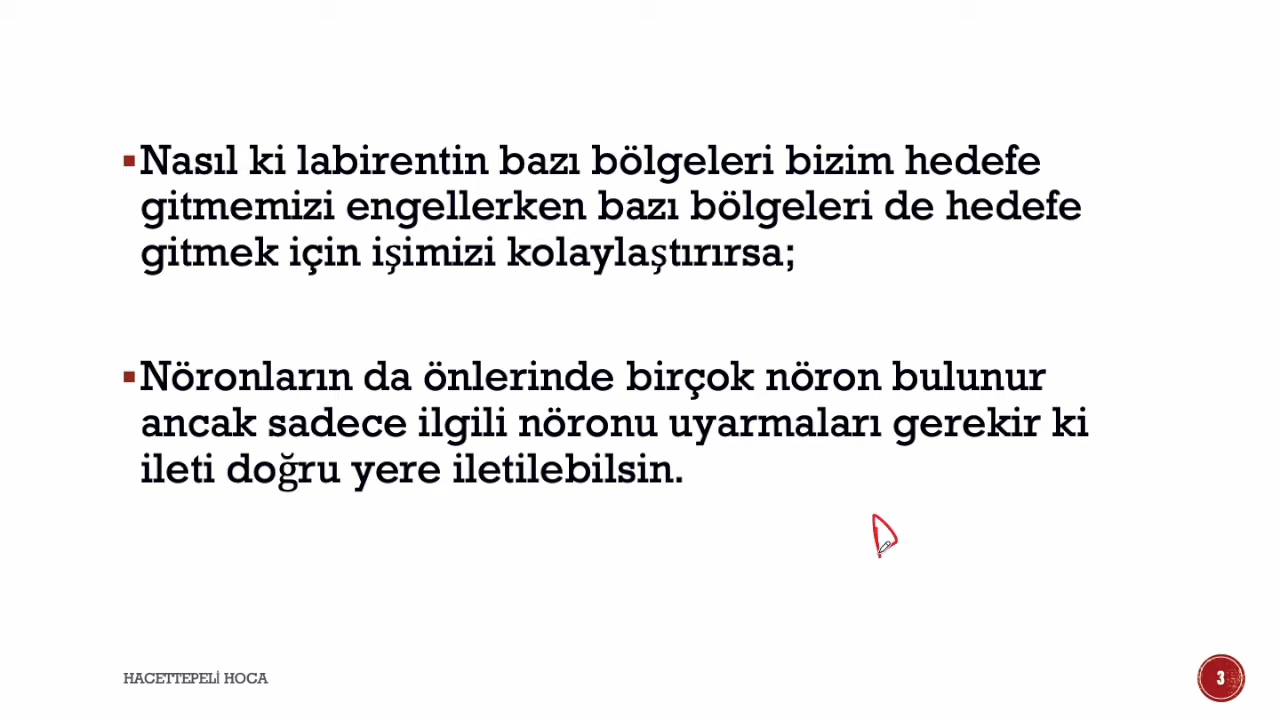 ▪Nasıl ki labirentin bazı bölgeleri bizim hedefe
gitmemizi engellerken bazı bölgeleri de hedefe
gitmek için işimizi kolaylaştırırsa;
▪Nöronların da önlerinde birçok nöron bulunur
ancak sadece ilgili nöronu uyarmaları gerekir ki
ileti doğru yere iletilebilsin.
HACETTEPELİ HOCA
3